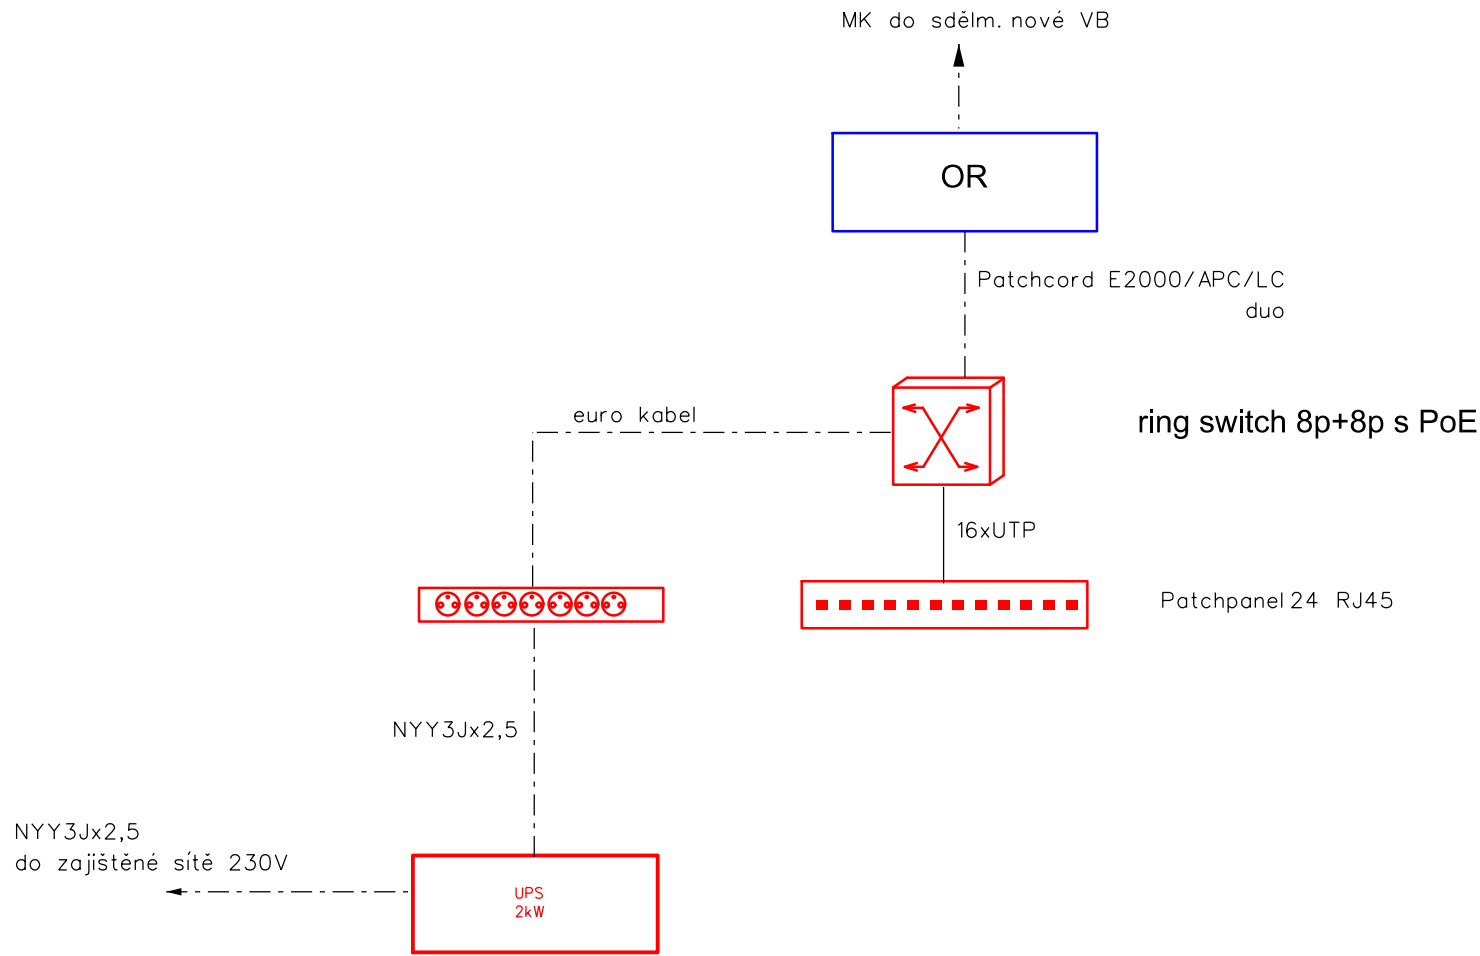 MK do sdělm. nové VB
OR
Patchcord E2000/APC/LC
duo
euro kabel
ring switch 8p+8p s PoE
16xUTP
Patchpanel 24 RJ45
NYY3Jx2,5
NYY3Jx2,5
do zajištěné sítě 230V
UPS
2kW